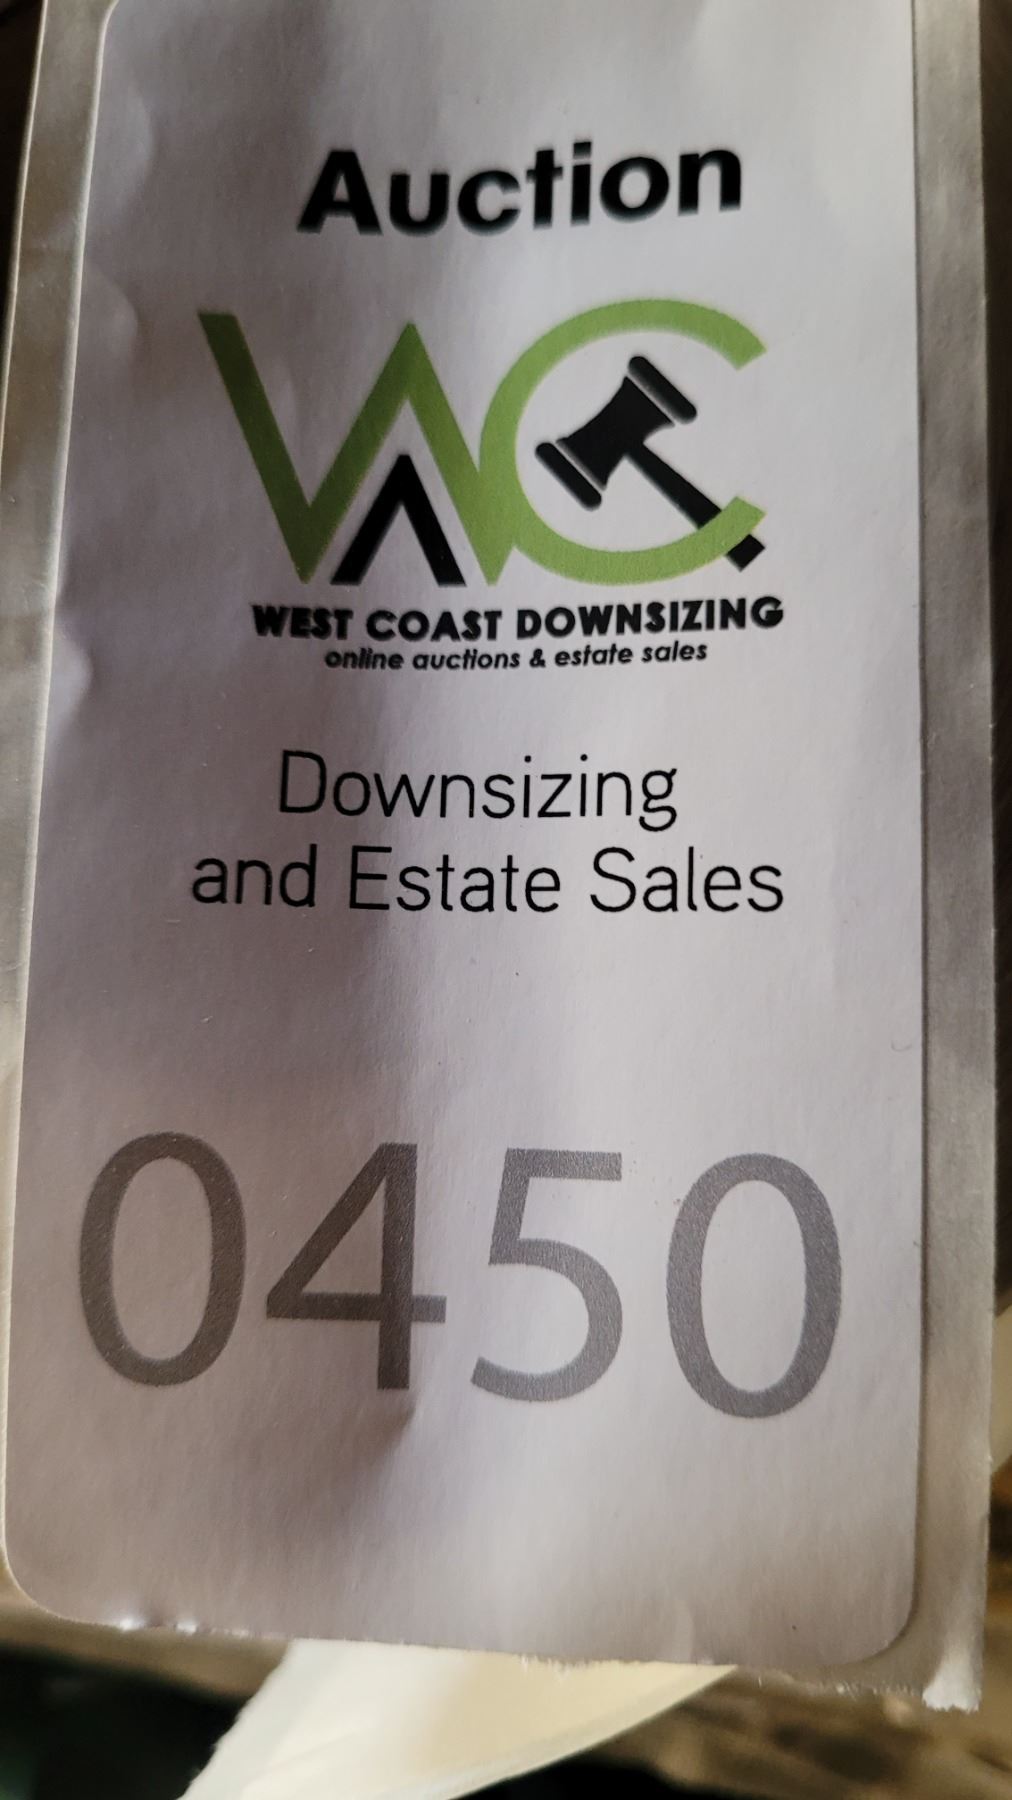 Auction
WC
WEST COAST DOWNSIZING
online auctions & estate sales
Downsizing
and Estate Sales
0450